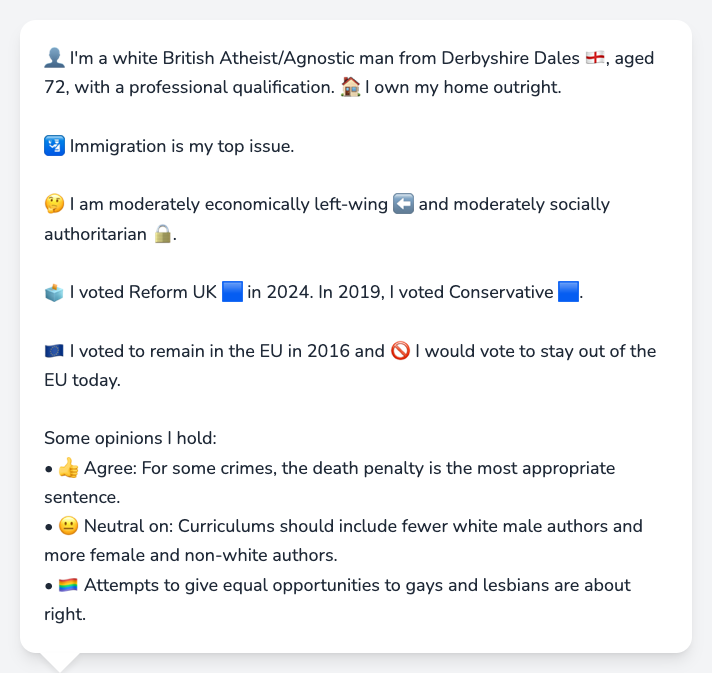 👤 I'm a white British Atheist/Agnostic man from Derbyshire Dales 🏴󠁧󠁢󠁥󠁮󠁧󠁿, aged
72, with a professional qualification. 🏠 I own my home outright.
🛂 Immigration is my top issue.
🤔 I am moderately economically left-wing ⬅️ and moderately socially
authoritarian 🔒.
🗳️ I voted Reform UK 🟦 in 2024. In 2019, I voted Conservative 🟦.
🇪🇺 I voted to remain in the EU in 2016 and 🚫 I would vote to stay out of the
EU today.
Some opinions I hold:
• 👍 Agree: For some crimes, the death penalty is the most appropriate
sentence.
• 😐 Neutral on: Curriculums should include fewer white male authors and
more female and non-white authors.
• 🏳️‍🌈 Attempts to give equal opportunities to gays and lesbians are about
right.